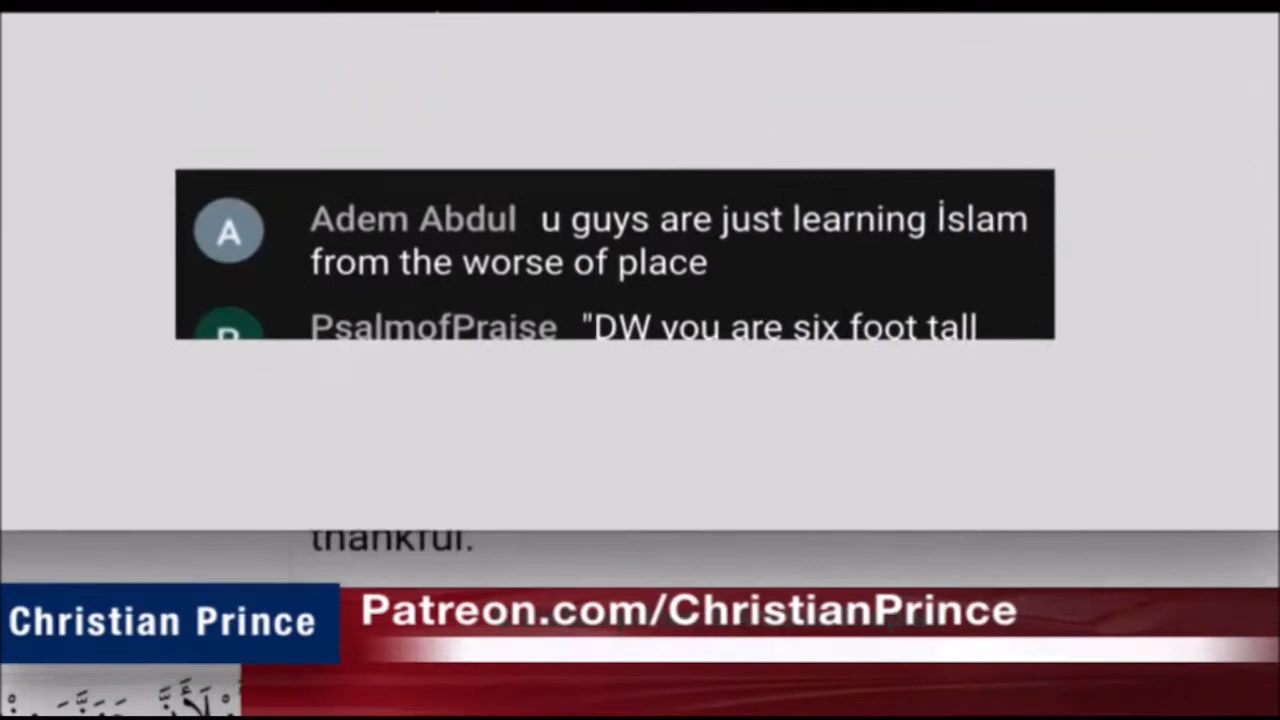 Adem Abdul u guys are just learning İslam
from the worse of place
PsalmofPraise "DW you are six foot tall
thankful.
Christian Prince
Patreon.com/ChristianPrince